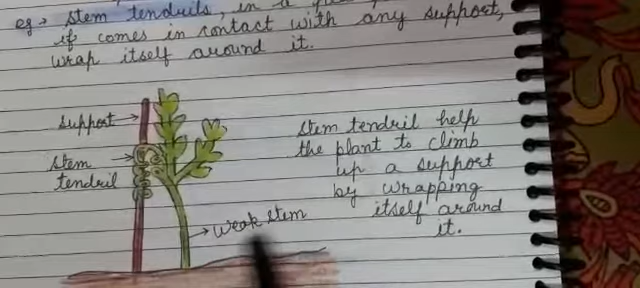 eg → Stem tendrils, in a
if comes in contact with any support,
wrap itself around it.
support
stem
tendril
weak stem
stem tendril help
the plant to climb
up a support
by wrapping
itself around
it.